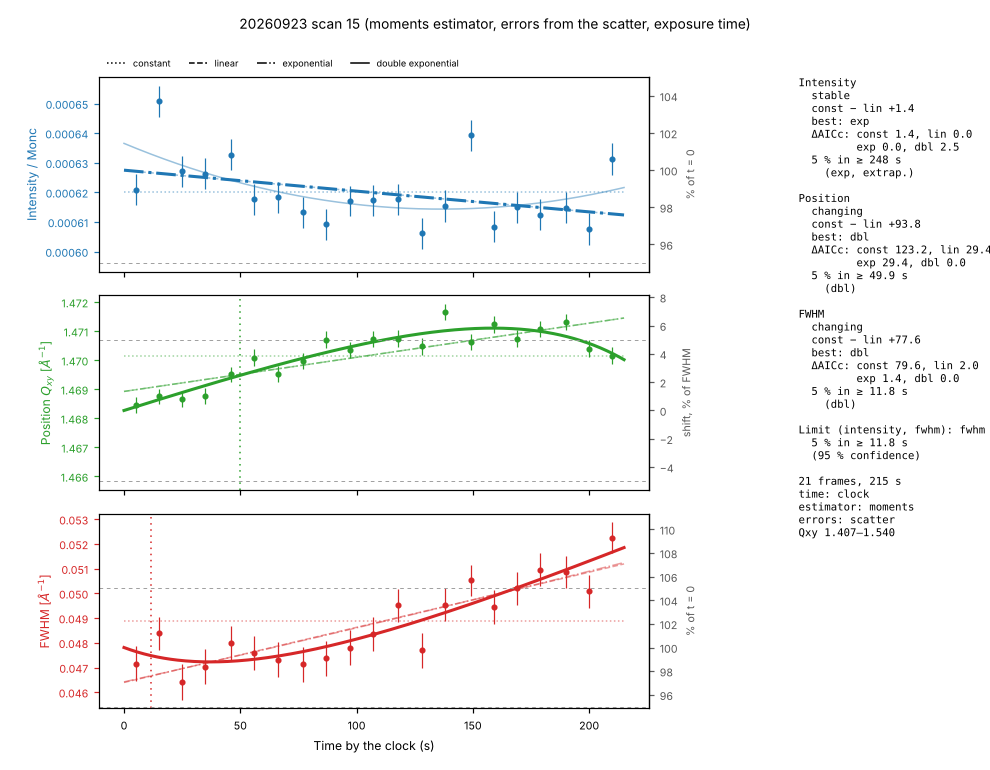 20260923 scan 15 (moments estimator, errors from the scatter, exposure time)
constant linear exponential double exponential
Intensity / Monc
0.00065
0.00064
0.00063
0.00062
0.00061
0.00060
104
102
100
98
96
% of t = 0
Position Qxy [Å−1]
1.472
1.471
1.470
1.469
1.468
1.467
1.466
8
6
4
2
0
−2
−4
shift, % of FWHM
FWHM [Å−1]
0.053
0.052
0.051
0.050
0.049
0.048
0.047
0.046
110
108
106
104
102
100
98
96
% of t = 0
0 50 100 150 200
Time by the clock (s)
Intensity
stable
const − lin +1.4
best: exp
ΔAICc: const 1.4, lin 0.0
exp 0.0, dbl 2.5
5 % in ≥ 248 s
(exp, extrap.)
Position
changing
const − lin +93.8
best: dbl
ΔAICc: const 123.2, lin 29.4
exp 29.4, dbl 0.0
5 % in ≥ 49.9 s
(dbl)
FWHM
changing
const − lin +77.6
best: dbl
ΔAICc: const 79.6, lin 2.0
exp 1.4, dbl 0.0
5 % in ≥ 11.8 s
(dbl)
Limit (intensity, fwhm): fwhm
5 % in ≥ 11.8 s
(95 % confidence)
21 frames, 215 s
time: clock
estimator: moments
errors: scatter
Qxy 1.407–1.540